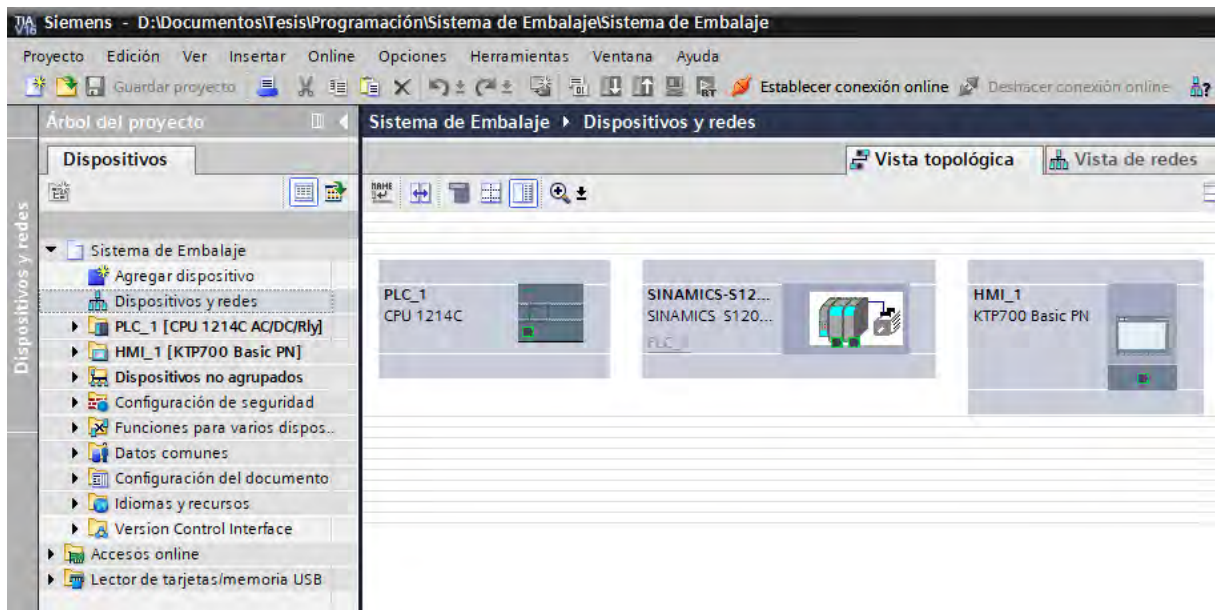 TIA V16 Siemens - D:\Documentos\Tesis\Programación\Sistema de Embalaje\Sistema de Embalaje
Proyecto Edición Ver Insertar Online Opciones Herramientas Ventana Ayuda
Guardar proyecto RT Establecer conexión online Deshacer conexión online
Árbol del proyecto
Sistema de Embalaje Dispositivos y redes
Dispositivos
Vista topológica Vista de redes
NAME
Dispositivos y redes
Sistema de Embalaje
Agregar dispositivo
Dispositivos y redes
PLC_1 [CPU 1214C AC/DC/Rly]
HMI_1 [KTP700 Basic PN]
Dispositivos no agrupados
Configuración de seguridad
Funciones para varios dispos..
Datos comunes
Configuración del documento
Idiomas y recursos
Version Control Interface
Accesos online
Lector de tarjetas/memoria USB
PLC_1
CPU 1214C
SINAMICS-S12...
SINAMICS S120...
PLC_1
HMI_1
KTP700 Basic PN